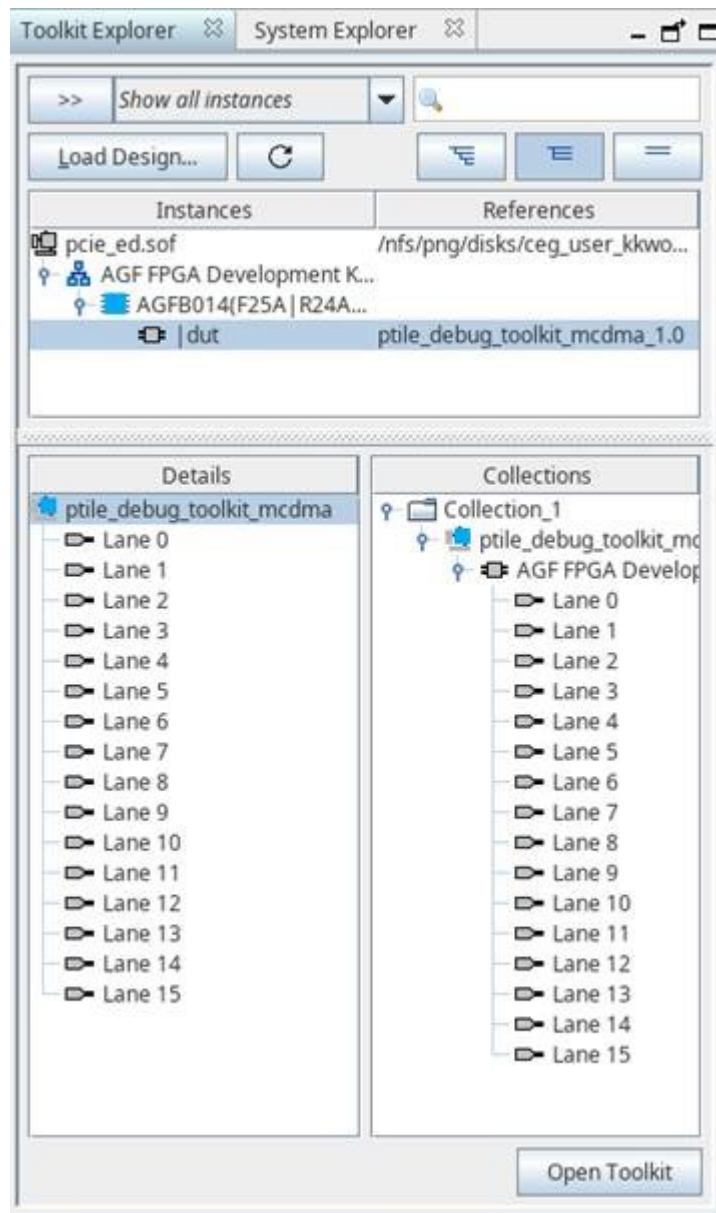 Toolkit Explorer System Explorer
>> Show all instances
Load Design...
Instances References
pcie_ed.sof /nfs/png/disks/ceg_user_kkwo...
AGF FPGA Development K...
AGFB014(F25A|R24A...
|dut ptile_debug_toolkit_mcdma_1.0
Details
ptile_debug_toolkit_mcdma
Lane 0
Lane 1
Lane 2
Lane 3
Lane 4
Lane 5
Lane 6
Lane 7
Lane 8
Lane 9
Lane 10
Lane 11
Lane 12
Lane 13
Lane 14
Lane 15
Collections
Collection_1
ptile_debug_toolkit_mc
AGF FPGA Develop
Lane 0
Lane 1
Lane 2
Lane 3
Lane 4
Lane 5
Lane 6
Lane 7
Lane 8
Lane 9
Lane 10
Lane 11
Lane 12
Lane 13
Lane 14
Lane 15
Open Toolkit